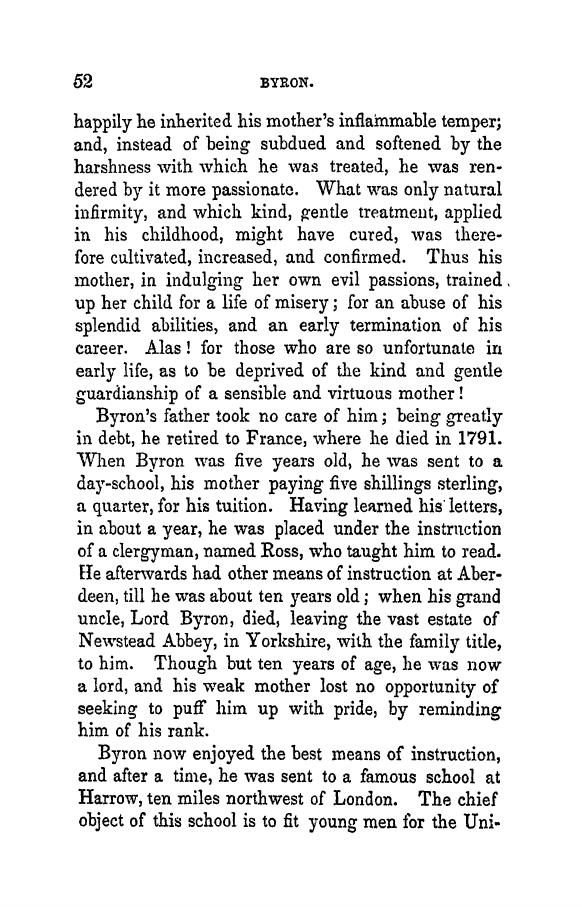 52 BYRON.
happily he inherited his mother's inflammable temper;
and, instead of being subdued and softened by the
harshness with which he was treated, he was ren-
dered by it more passionate. What was only natural
infirmity, and which kind, gentle treatment, applied
in his childhood, might have cured, was there-
fore cultivated, increased, and confirmed. Thus his
mother, in indulging her own evil passions, trained
up her child for a life of misery; for an abuse of his
splendid abilities, and an early termination of his
career. Alas! for those who are so unfortunate in
early life, as to be deprived of the kind and gentle
guardianship of a sensible and virtuous mother!
Byron's father took no care of him; being greatly
in debt, he retired to France, where he died in 1791.
When Byron was five years old, he was sent to a
day-school, his mother paying five shillings sterling,
a quarter, for his tuition. Having learned his letters,
in about a year, he was placed under the instruction
of a clergyman, named Ross, who taught him to read.
He afterwards had other means of instruction at Aber-
deen, till he was about ten years old; when his grand
uncle, Lord Byron, died, leaving the vast estate of
Newstead Abbey, in Yorkshire, with the family title,
to him. Though but ten years of age, he was now
a lord, and his weak mother lost no opportunity of
seeking to puff him up with pride, by reminding
him of his rank.
Byron now enjoyed the best means of instruction,
and after a time, he was sent to a famous school at
Harrow, ten miles northwest of London. The chief
object of this school is to fit young men for the Uni-